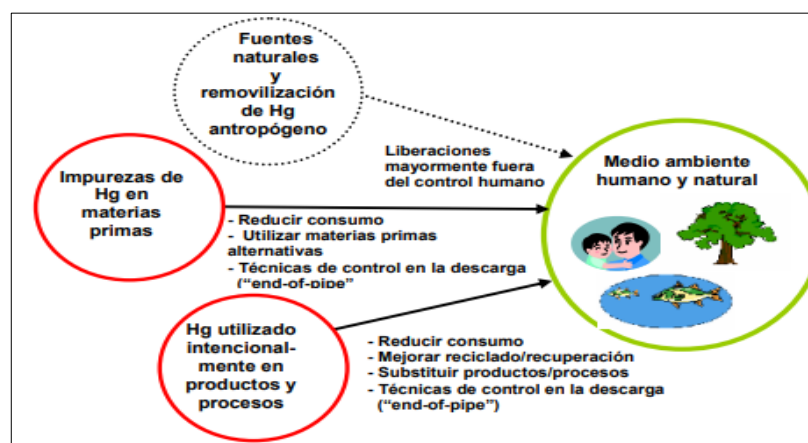 Fuentes
naturales
y
removilización
de Hg
antropógeno
Liberaciones
mayormente fuera
del control humano
Medio ambiente
humano y natural
Impurezas de
Hg en
materias
primas
- Reducir consumo
- Utilizar materias primas
alternativas
- Técnicas de control en la descarga
("end-of-pipe"
Hg utilizado
intencional-
mente en
productos y
procesos
- Reducir consumo
- Mejorar reciclado/recuperación
- Substituir productos/procesos
- Técnicas de control en la descarga
("end-of-pipe")